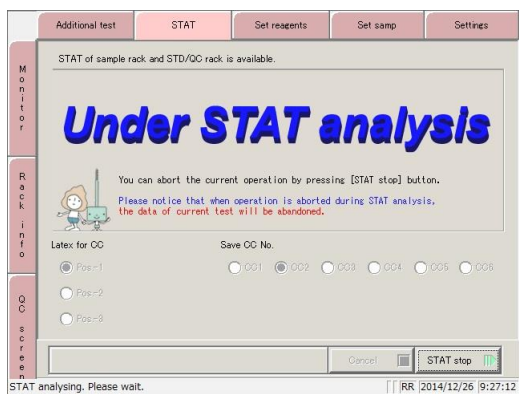 Additional test
STAT
Set reagents
Set samp
Settings
Monitor
Rack info
QC screen
STAT of sample rack and STD/QC rack is available.
Under STAT analysis
You can abort the current operation by pressing [STAT stop] button.
Please notice that when operation is aborted during STAT analysis,
the data of current test will be abandoned.
Latex for CC
Save CC No.
Pos.-1
CC1 CC2 CC3 CC4 CC5 CC6
Pos.-2
Pos.-3
Cancel
STAT stop
STAT analysing. Please wait.
RR 2014/12/26 9:27:12